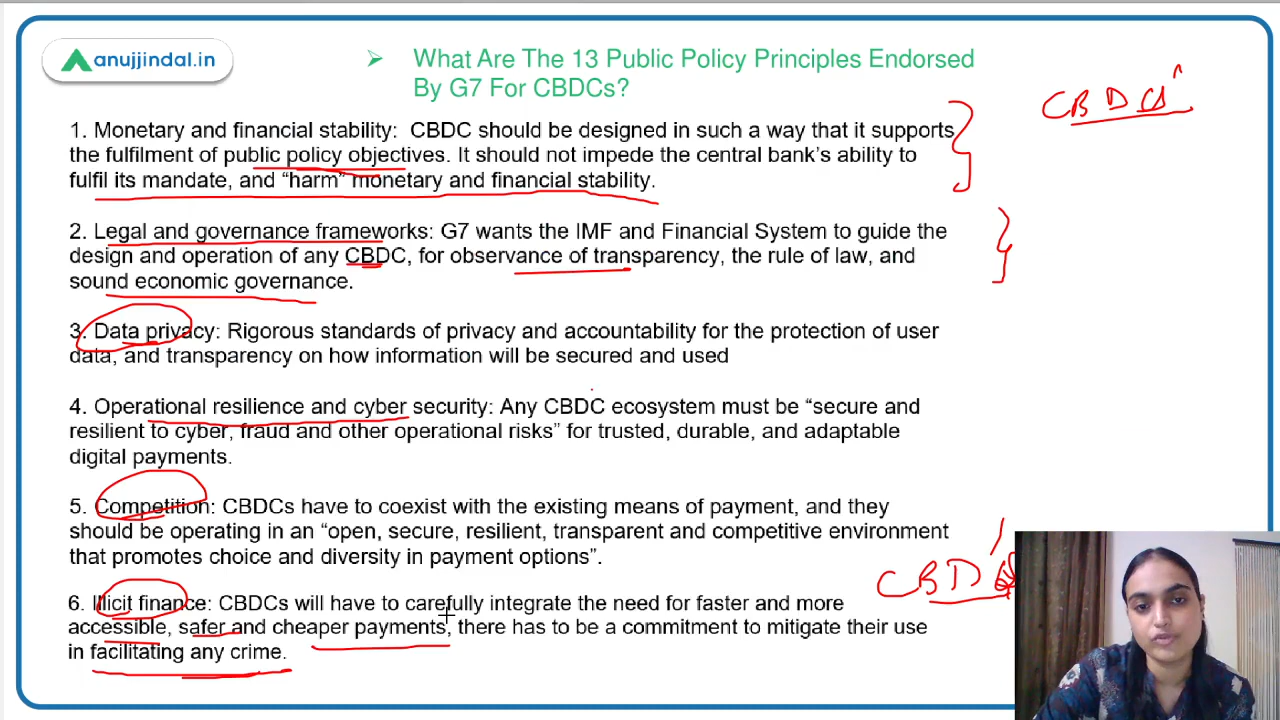 anujjindal.in
What Are The 13 Public Policy Principles Endorsed
By G7 For CBDCs?
CBDCs
1. Monetary and financial stability: CBDC should be designed in such a way that it supports
the fulfilment of public policy objectives. It should not impede the central bank's ability to
fulfil its mandate, and “harm” monetary and financial stability.
2. Legal and governance frameworks: G7 wants the IMF and Financial System to guide the
design and operation of any CBDC, for observance of transparency, the rule of law, and
sound economic governance.
3. Data privacy: Rigorous standards of privacy and accountability for the protection of user
data, and transparency on how information will be secured and used
4. Operational resilience and cyber security: Any CBDC ecosystem must be “secure and
resilient to cyber, fraud and other operational risks” for trusted, durable, and adaptable
digital payments.
5. Competition: CBDCs have to coexist with the existing means of payment, and they
should be operating in an “open, secure, resilient, transparent and competitive environment
that promotes choice and diversity in payment options”.
6. Illicit finance: CBDCs will have to carefully integrate the need for faster and more
accessible, safer and cheaper payments, there has to be a commitment to mitigate their use
in facilitating any crime.